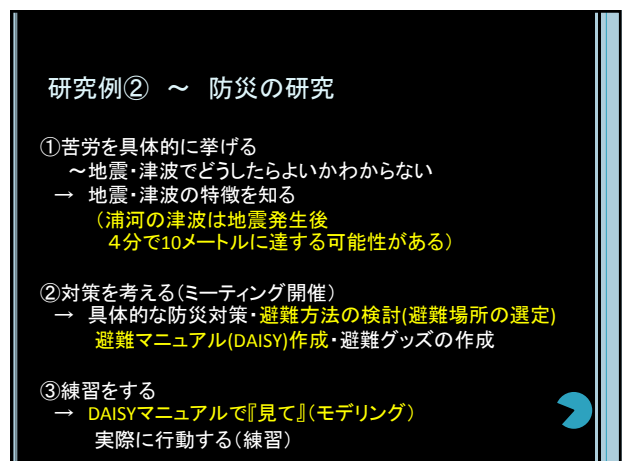 研究例② ～ 防災の研究
①苦労を具体的に挙げる
～地震・津波でどうしたらよいかわからない
→ 地震・津波の特徴を知る
（浦河の津波は地震発生後
４分で10メートルに達する可能性がある）
②対策を考える（ミーティング開催）
→ 具体的な防災対策・避難方法の検討(避難場所の選定)
避難マニュアル(DAISY)作成・避難グッズの作成
③練習をする
→ DAISYマニュアルで『見て』（モデリング）
実際に行動する（練習）